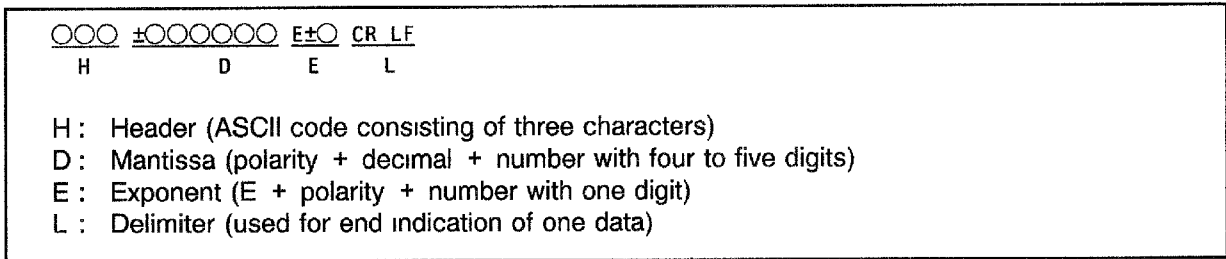 ○○○ ±○○○○○○ E±○ CR LF
H D E L
H : Header (ASCII code consisting of three characters)
D : Mantissa (polarity + decimal + number with four to five digits)
E : Exponent (E + polarity + number with one digit)
L : Delimiter (used for end indication of one data)